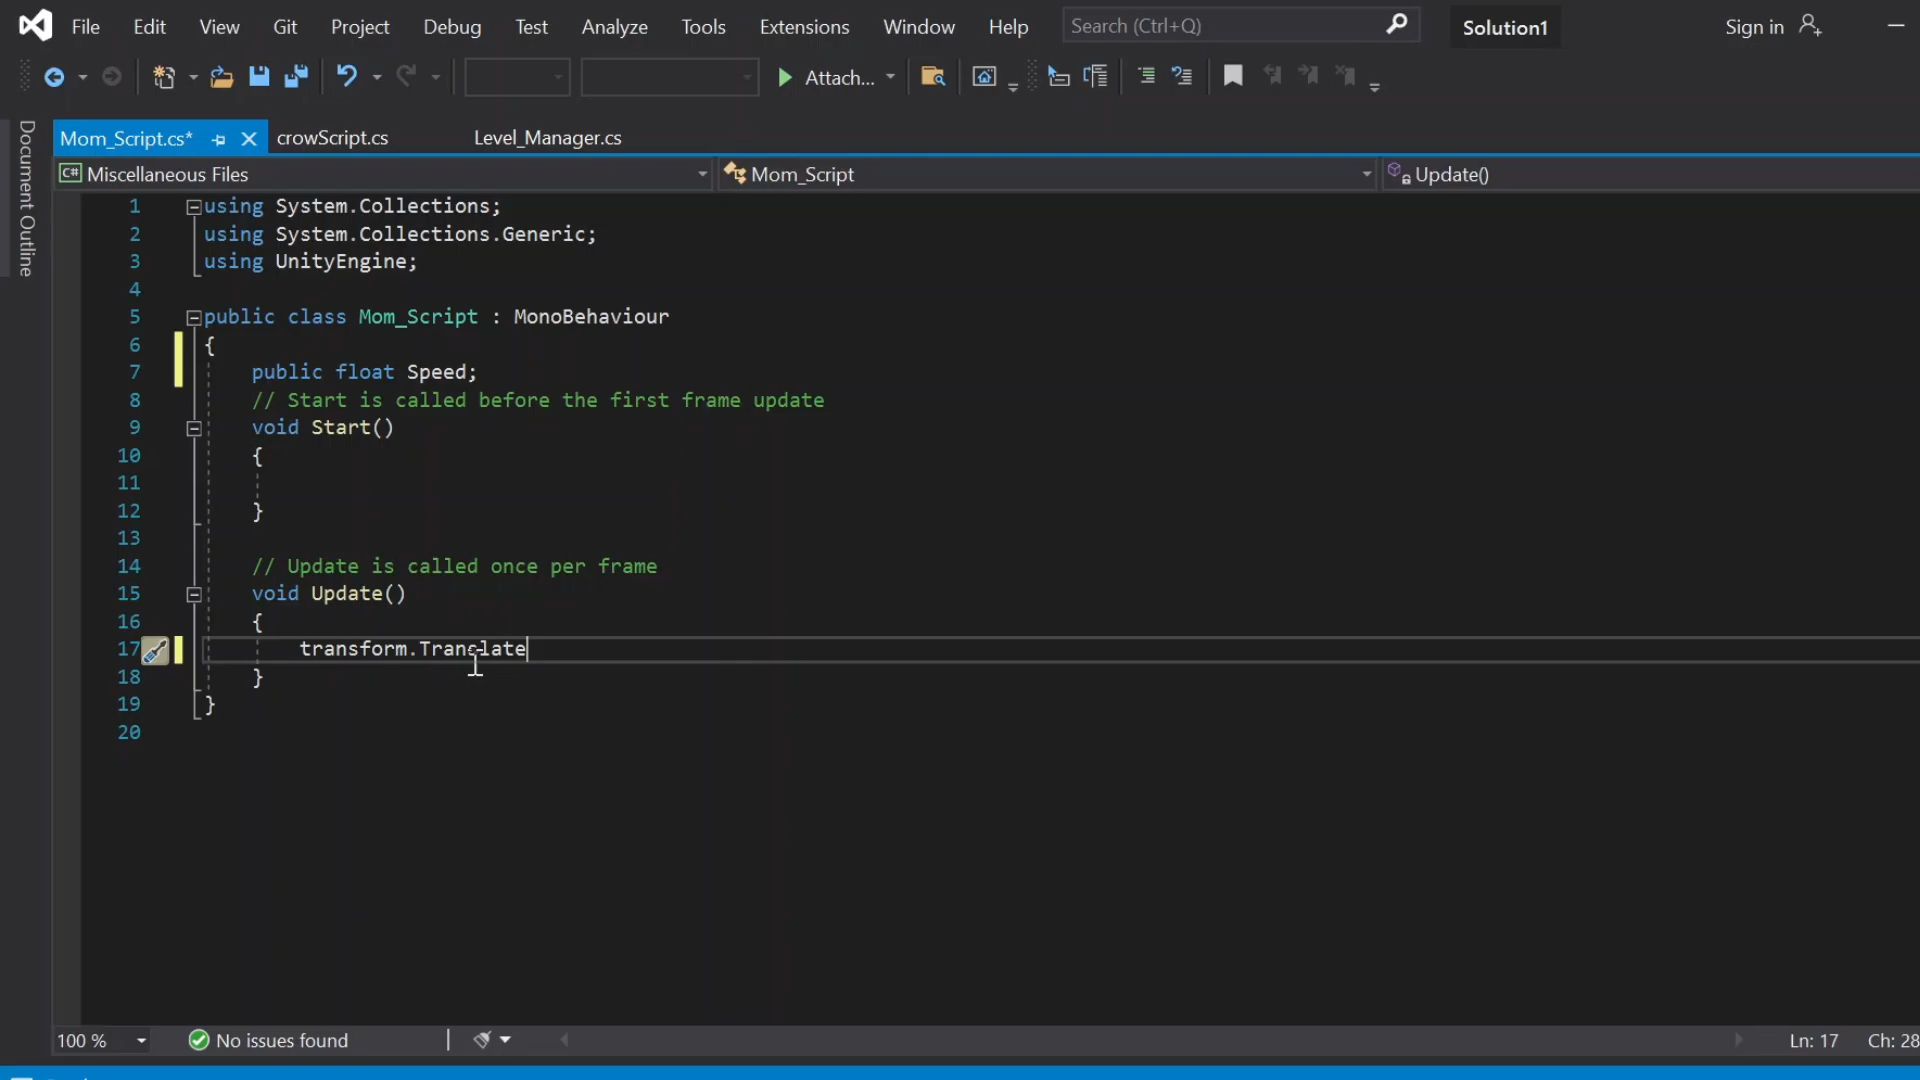 File Edit View Git Project Debug Test Analyze Tools Extensions Window Help Search (Ctrl+Q) Solution1 Sign in
Attach...
Document Outline
Mom_Script.cs* crowScript.cs Level_Manager.cs
C# Miscellaneous Files Mom_Script Update()
1 using System.Collections;
2 using System.Collections.Generic;
3 using UnityEngine;
4
5 public class Mom_Script : MonoBehaviour
6 {
7 public float Speed;
8 // Start is called before the first frame update
9 void Start()
10 {
11
12 }
13
14 // Update is called once per frame
15 void Update()
16 {
17 transform.Translate
18 }
19 }
20
100 % No issues found Ln: 17 Ch: 28